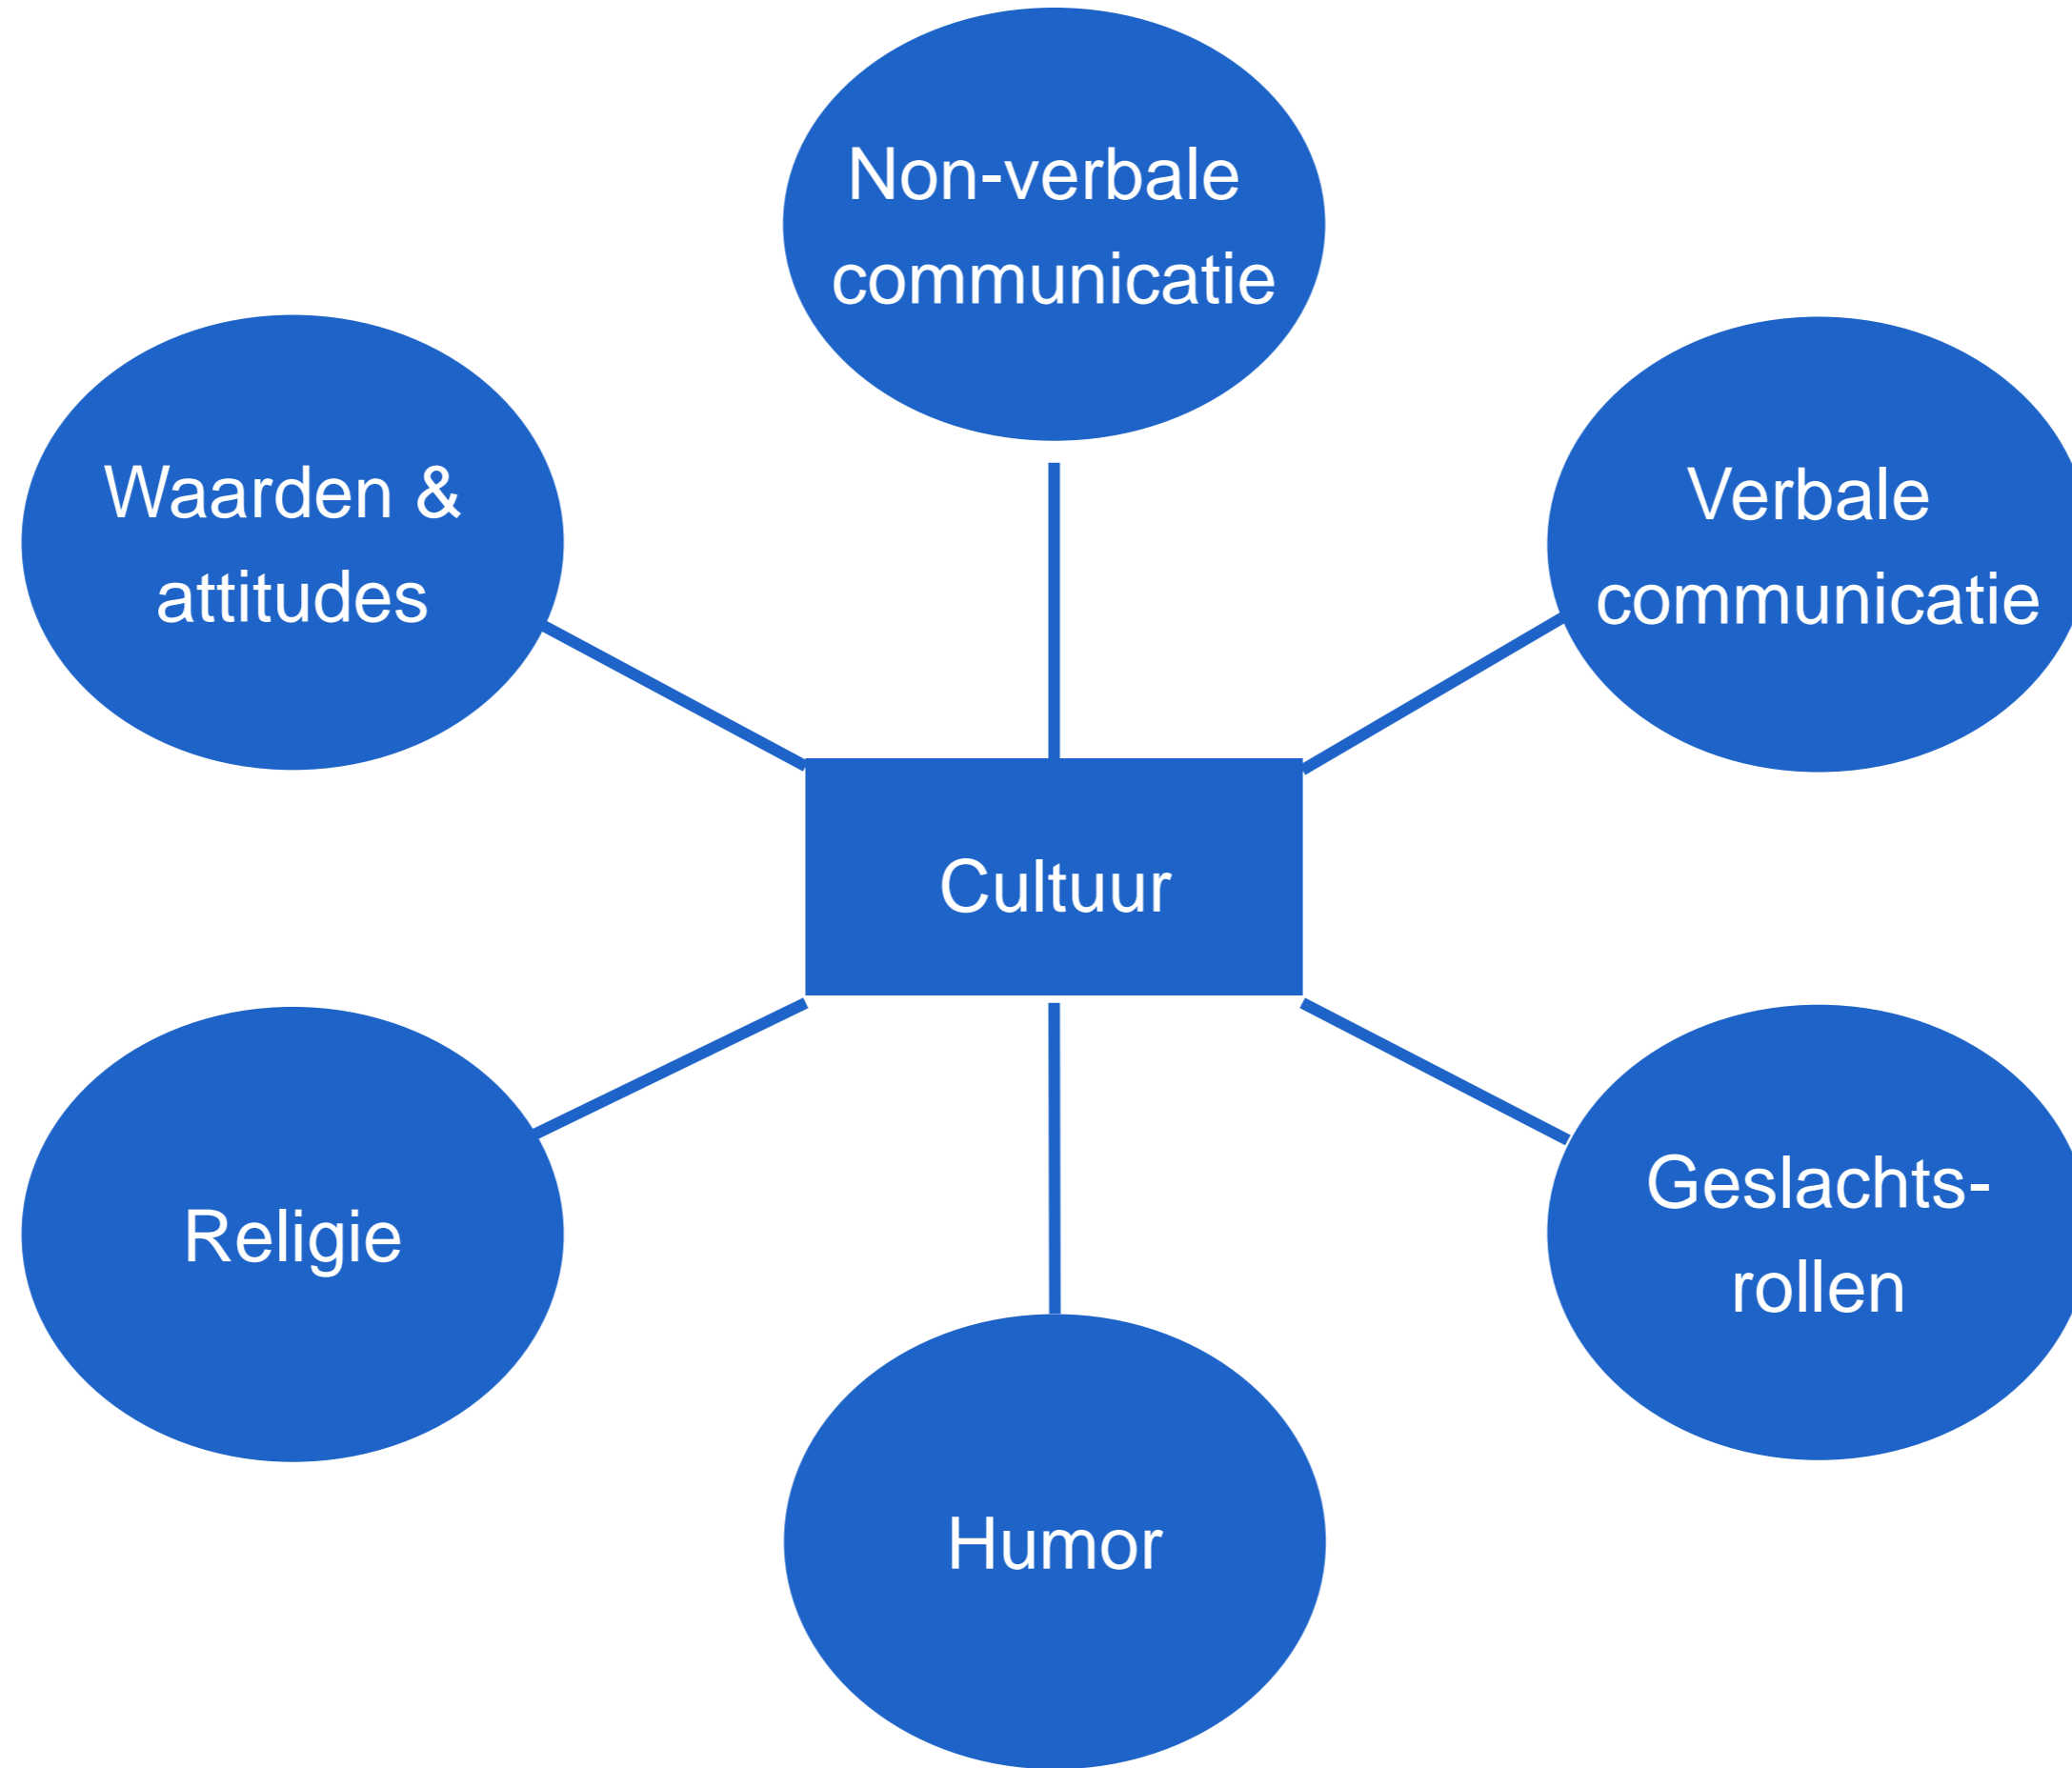 Non-verbale
communicatie
Waarden &
attitudes
Verbale
communicatie
Cultuur
Religie
Geslachts-
rollen
Humor